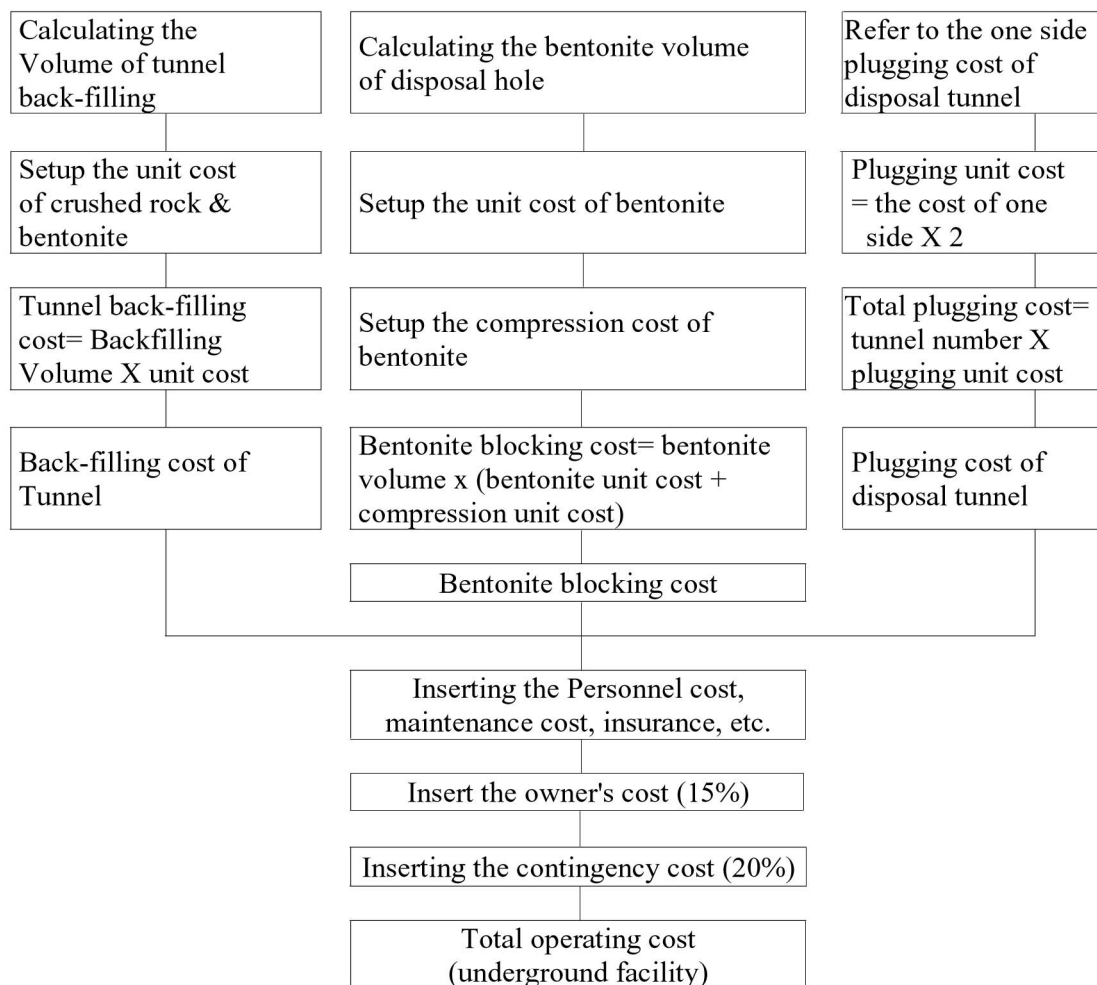 Calculating the
Volume of tunnel
back-filling
Setup the unit cost
of crushed rock &
bentonite
Tunnel back-filling
cost= Backfilling
Volume X unit cost
Back-filling cost of
Tunnel
Calculating the bentonite volume
of disposal hole
Setup the unit cost of bentonite
Setup the compression cost of
bentonite
Bentonite blocking cost= bentonite
volume x (bentonite unit cost +
compression unit cost)
Bentonite blocking cost
Refer to the one side
plugging cost of
disposal tunnel
Plugging unit cost
= the cost of one
side X 2
Total plugging cost=
tunnel number X
plugging unit cost
Plugging cost of
disposal tunnel
Inserting the Personnel cost,
maintenance cost, insurance, etc.
Insert the owner's cost (15%)
Inserting the contingency cost (20%)
Total operating cost
(underground facility)